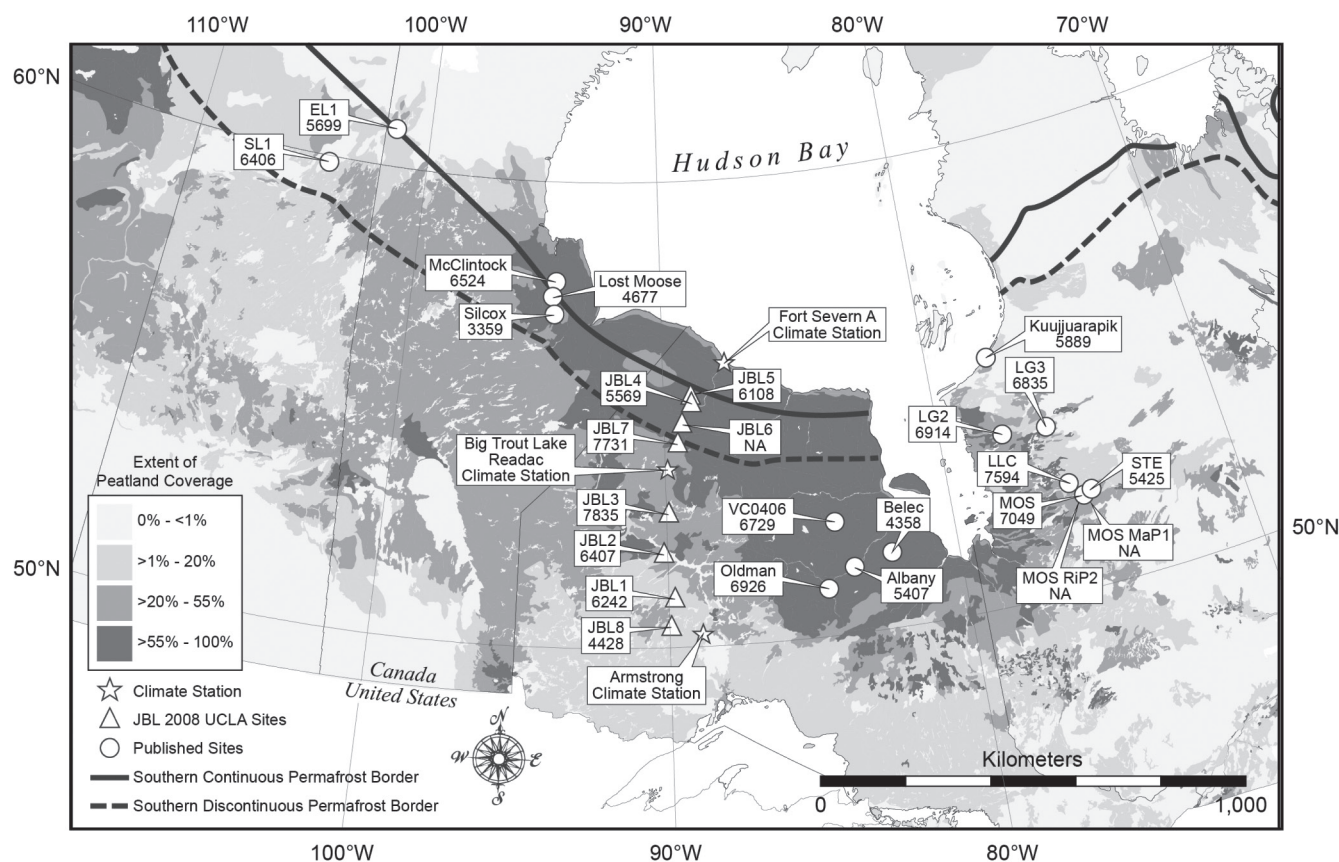 110°W
100°W
90°W
80°W
70°W
60°N
EL1
5699
SL1
6406
Hudson Bay
McClintock
6524
Lost Moose
4677
Silcox
3359
Fort Severn A
Climate Station
Kuujjuarapik
5889
LG3
6835
JBL4
5569
JBL5
6108
LG2
6914
JBL7
7731
JBL6
NA
Big Trout Lake
Readac
Climate Station
LLC
7594
STE
5425
Extent of
Peatland Coverage
0% - <1%
>1% - 20%
>20% - 55%
>55% - 100%
JBL3
7835
VC0406
6729
Belec
4358
MOS
7049
MOS MaP1
NA
50°N
JBL2
6407
50°N
Oldman
6926
Albany
5407
MOS RiP2
NA
JBL1
6242
JBL8
4428
Canada
United States
Armstrong
Climate Station
Climate Station
JBL 2008 UCLA Sites
Published Sites
Southern Continuous Permafrost Border
Southern Discontinuous Permafrost Border
N
W
E
S
Kilometers
0
1,000
100°W
90°W
80°W